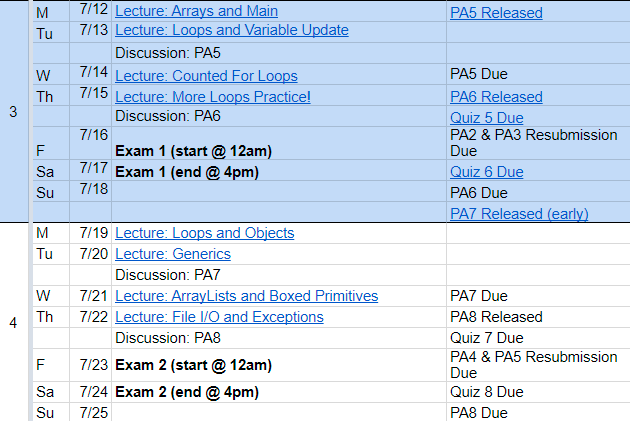 M 7/12 Lecture: Arrays and Main PA5 Released
Tu 7/13 Lecture: Loops and Variable Update
Discussion: PA5
W 7/14 Lecture: Counted For Loops PA5 Due
Th 7/15 Lecture: More Loops Practice! PA6 Released
3 Discussion: PA6 Quiz 5 Due
F 7/16 Exam 1 (start @ 12am) PA2 & PA3 Resubmission
Due
Sa 7/17 Exam 1 (end @ 4pm) Quiz 6 Due
Su 7/18 PA6 Due
PA7 Released (early)
M 7/19 Lecture: Loops and Objects
Tu 7/20 Lecture: Generics
Discussion: PA7
W 7/21 Lecture: ArrayLists and Boxed Primitives PA7 Due
4 Th 7/22 Lecture: File I/O and Exceptions PA8 Released
Discussion: PA8 Quiz 7 Due
F 7/23 Exam 2 (start @ 12am) PA4 & PA5 Resubmission
Due
Sa 7/24 Exam 2 (end @ 4pm) Quiz 8 Due
Su 7/25 PA8 Due